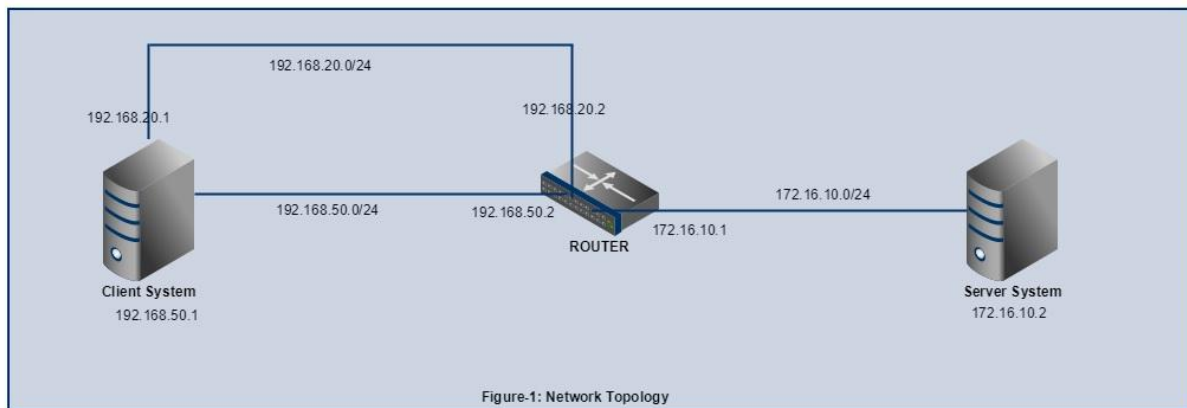 192.168.20.0/24
192.168.20.1
192.168.20.2
192.168.50.0/24
192.168.50.2
172.16.10.0/24
172.16.10.1
ROUTER
Client System
192.168.50.1
Server System
172.16.10.2
Figure-1: Network Topology